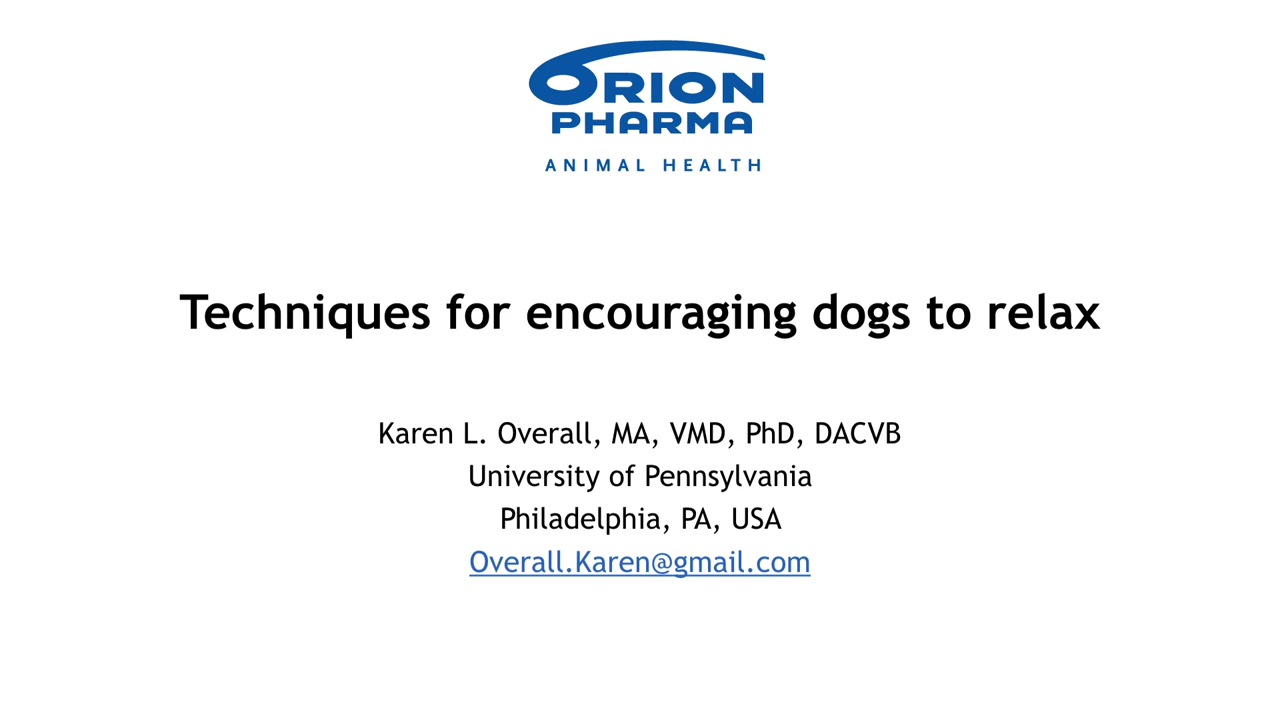 ORION
PHARMA
ANIMAL HEALTH
Techniques for encouraging dogs to relax
Karen L. Overall, MA, VMD, PhD, DACVB
University of Pennsylvania
Philadelphia, PA, USA
Overall.Karen@gmail.com